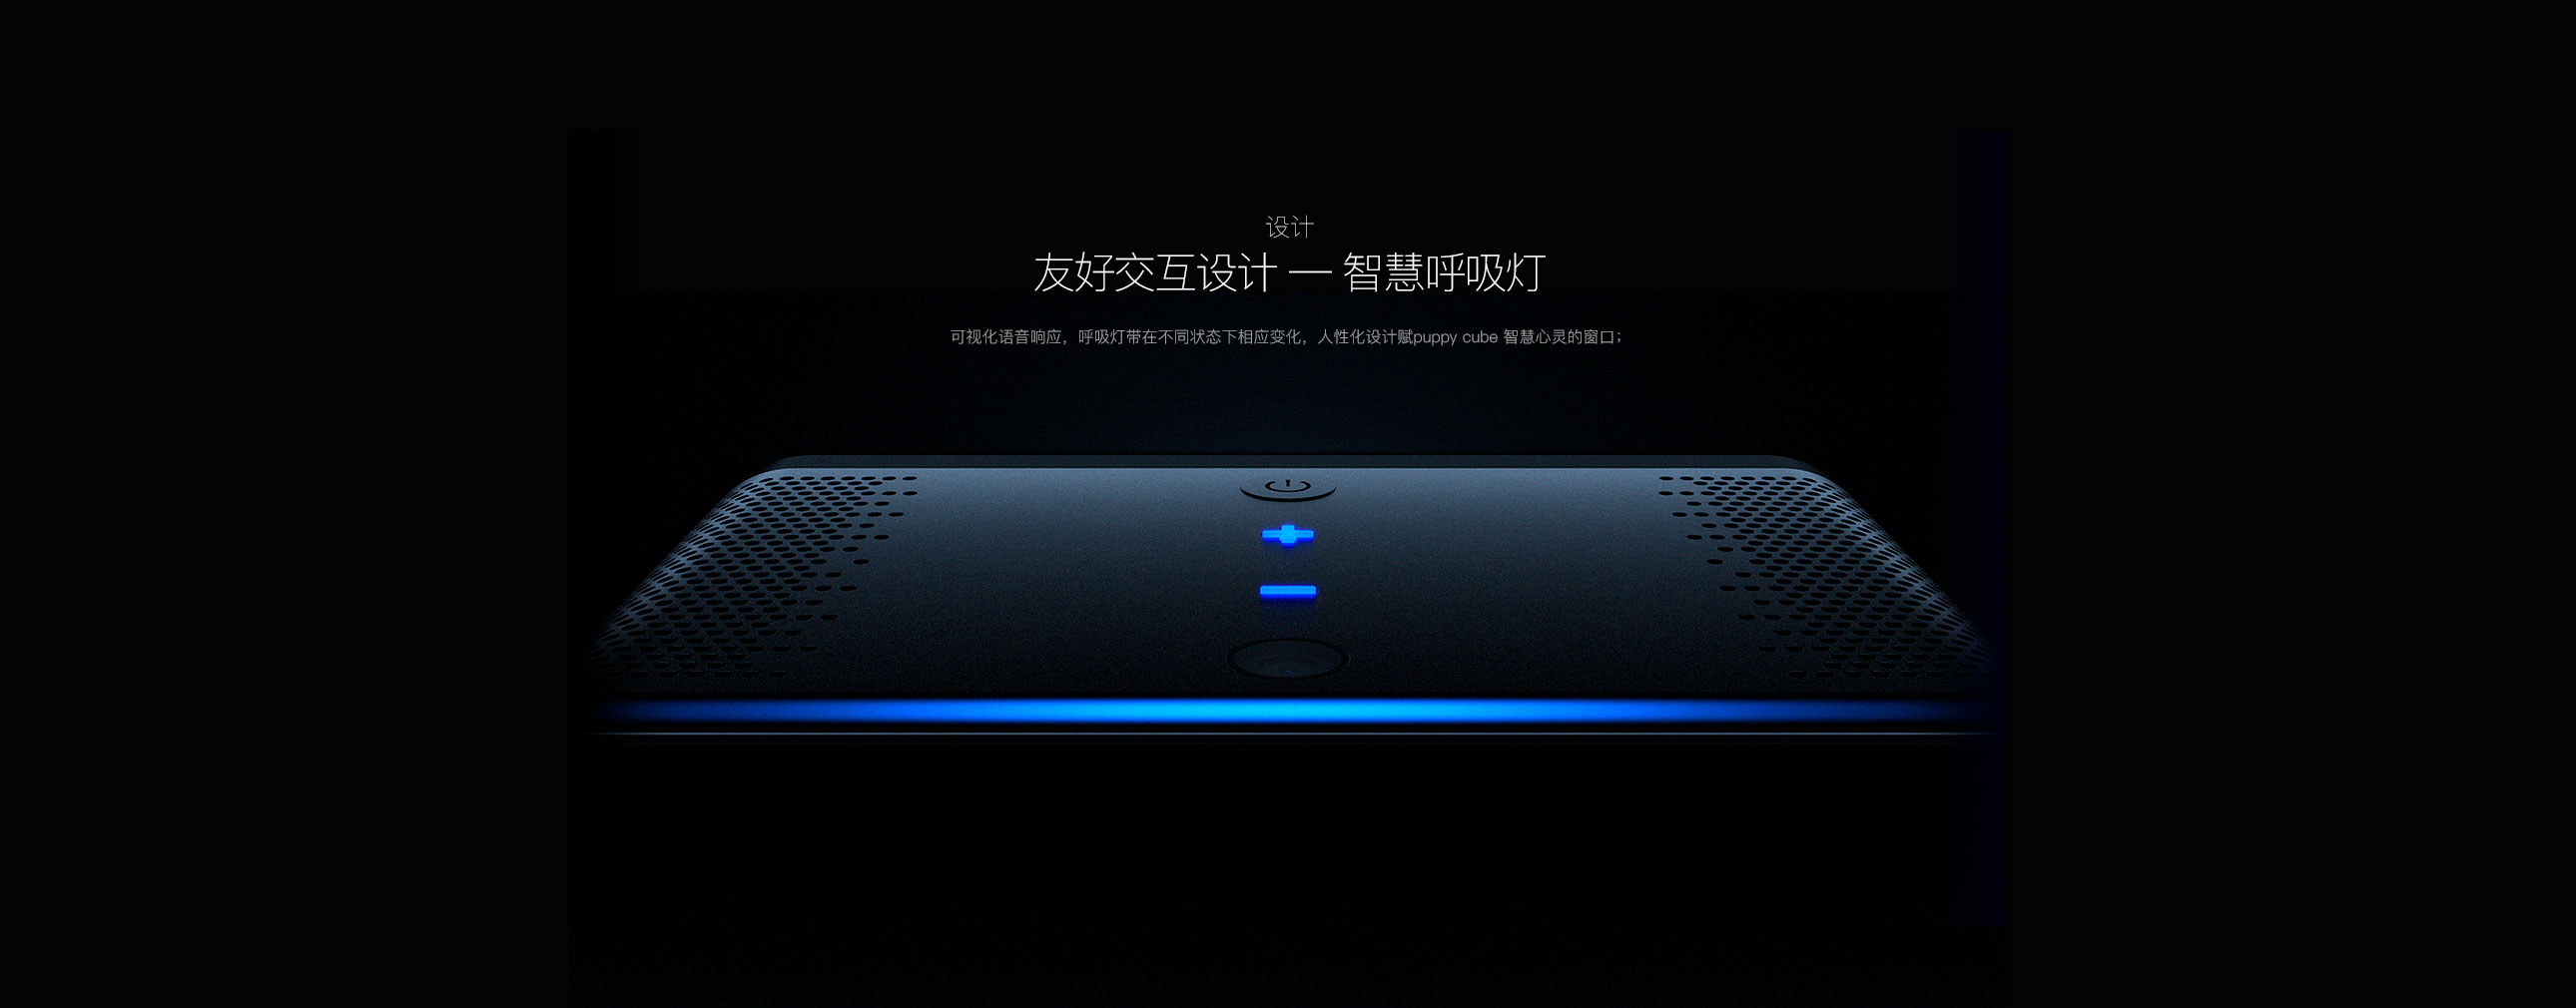 设计
友好交互设计 — 智慧呼吸灯
可视化语音响应，呼吸灯带在不同状态下相应变化，人性化设计赋puppy cube 智慧心灵的窗口；